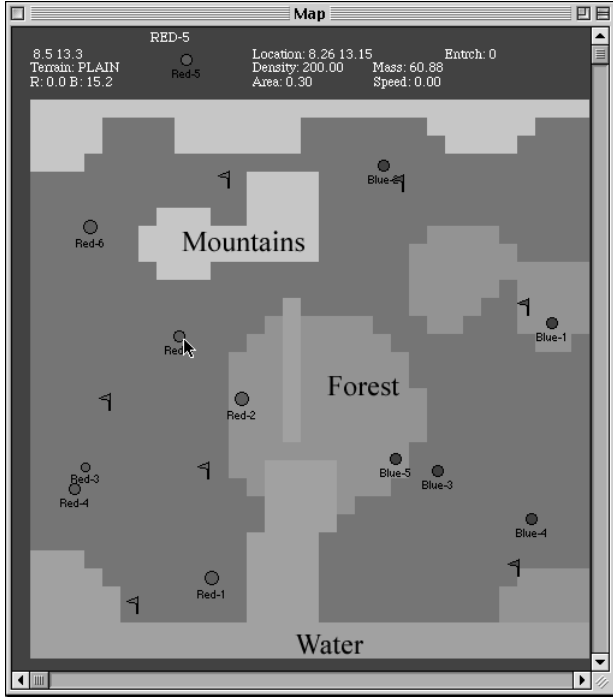 Map
RED-5
8.5 13.3
Location: 8.26 13.15
Entrch: 0
Terrain: PLAIN
Red-5
Density: 200.00
Mass: 60.88
R: 0.0 B: 15.2
Area: 0.30
Speed: 0.00
Blue-
Red-6
Mountains
Blue-1
Red
Forest
Red-2
Red-3
Blue-5
Blue-3
Red-4
Blue-4
Red-1
Water